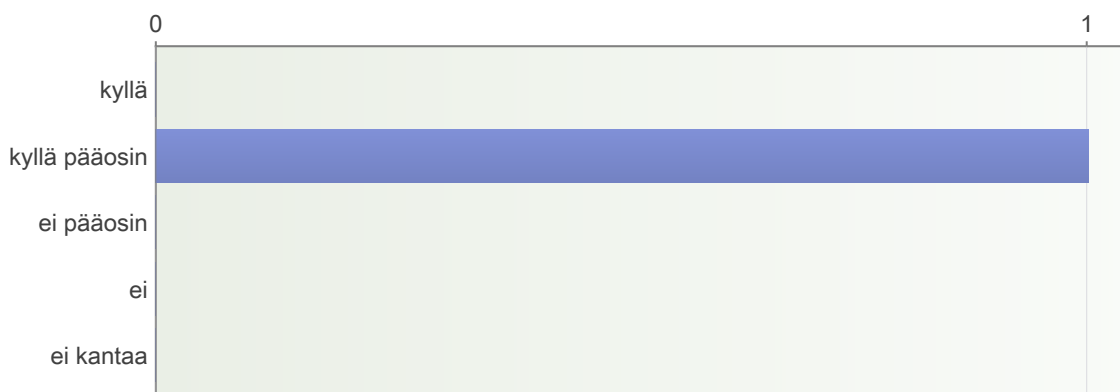 0 1
kyllä
kyllä pääosin
ei pääosin
ei
ei kantaa